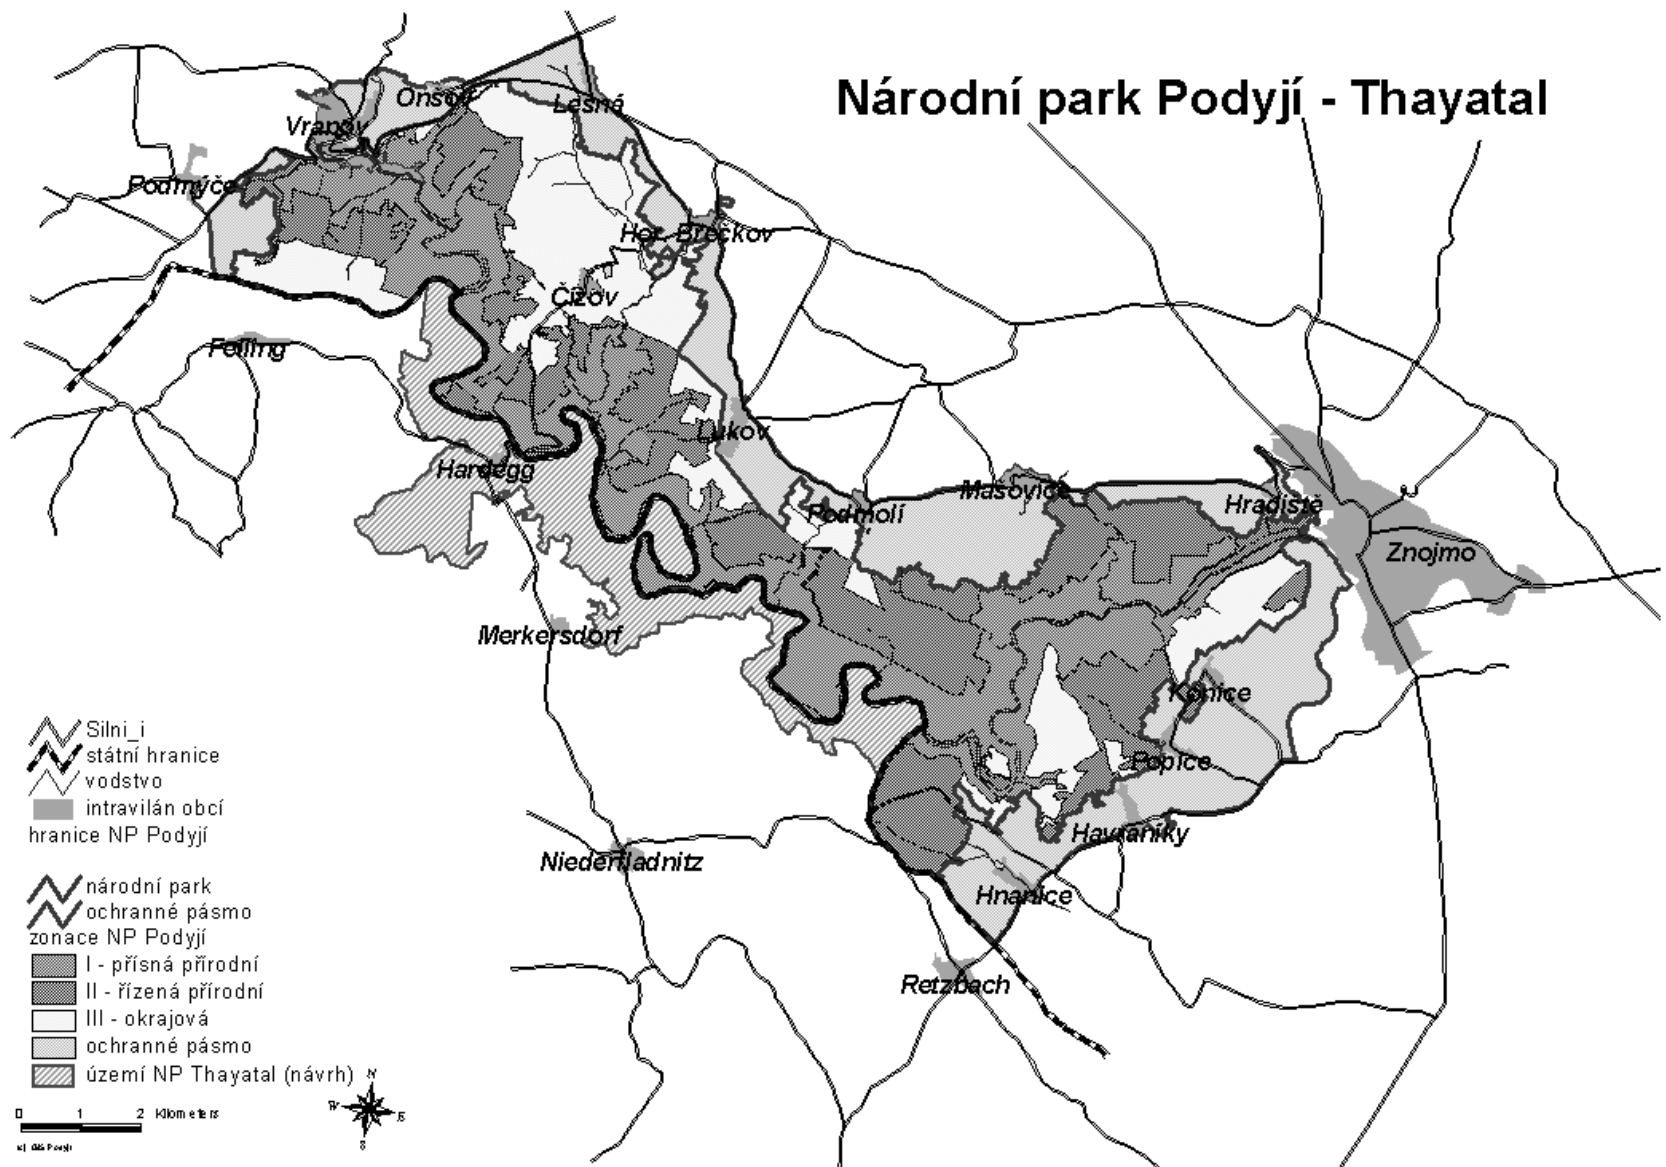 Národní park Podyjí - Thayatal
Onšov
Lesná
Vranov
Podmýče
Hor. Břečkov
Čížov
Felling
Lukov
Hardegg
Mašovice
Podmolí
Hradiště
Znojmo
Merkersdorf
Konice
Popice
Havraníky
Niederfladnitz
Hnanice
Retzbach
Silni_i
státní hranice
vodstvo
intravilán obcí
hranice NP Podyjí
národní park
ochranné pásmo
zonace NP Podyjí
I - přísná přírodní
II - řízená přírodní
III - okrajová
ochranné pásmo
území NP Thayatal (návrh)
N
W
E
S
0 1 2 Kilometers
(c) GIS Podyjí